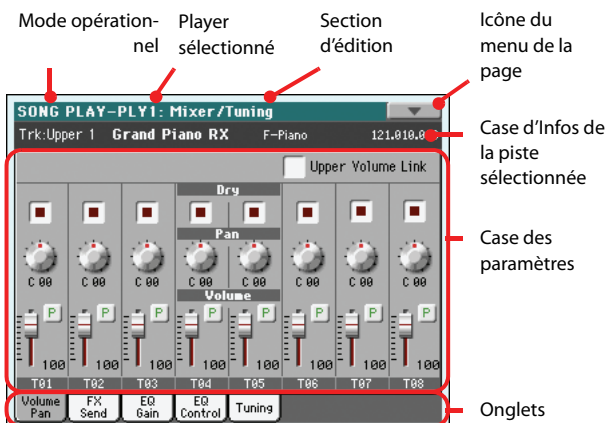 Mode opération-
nel
Player
sélectionné
Section
d'édition
Icône du
menu de la
page
SONG PLAY-PLY1: Mixer/Tuning
Trk:Upper 1 Grand Piano RX F-Piano
Case d'Infos de
la piste
sélectionnée
Upper Volume Link
Dry
Pan
C 00 C 00 C 00 C 00 C 00 C 00 C 00 C 00
Case des
paramètres
Volume
P P P P P P P P
100 100 100 100 100 100 100 100
T01 T02 T03 T04 T05 T06 T07 T08
Volume
Pan
FX
Send
EQ
Gain
EQ
Control
Tuning
Onglets